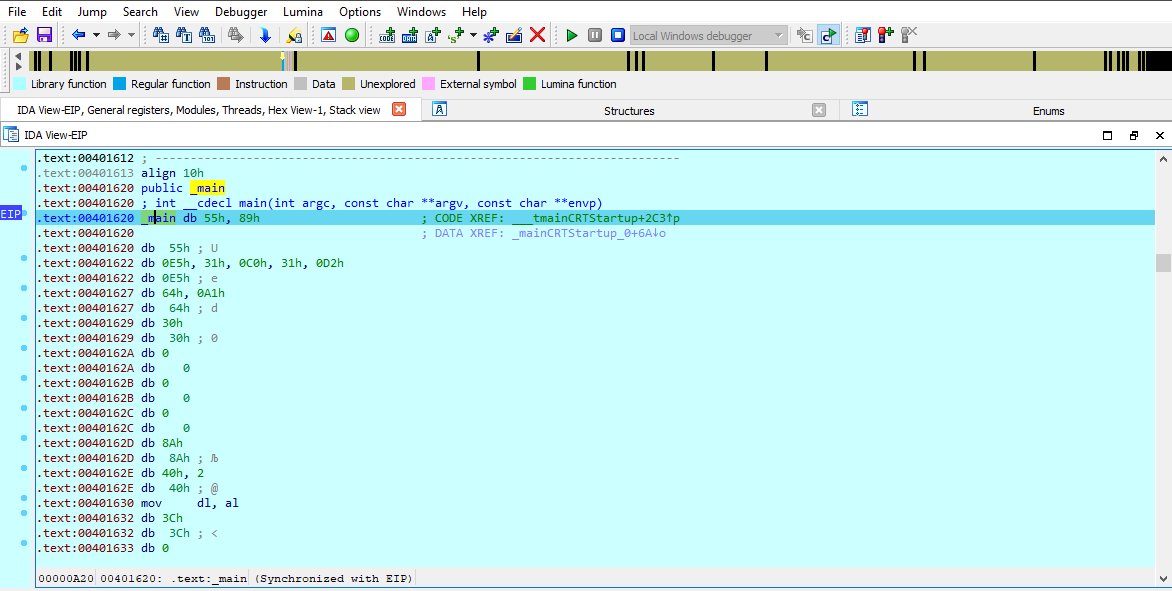 File Edit Jump Search View Debugger Lumina Options Windows Help
Local Windows debugger
Library function Regular function Instruction Data Unexplored External symbol Lumina function
IDA View-EIP, General registers, Modules, Threads, Hex View-1, Stack view Structures Enums
IDA View-EIP
.text:00401612 ; ---------------------------------------------------------------------------
.text:00401613 align 10h
.text:00401620 public _main
.text:00401620 ; int __cdecl main(int argc, const char **argv, const char **envp)
EIP .text:00401620 _main db 55h, 89h ; CODE XREF: ___tmainCRTStartup+2C3↑p
.text:00401620 ; DATA XREF: _mainCRTStartup_0+6A↓o
.text:00401620 db 55h ; U
.text:00401622 db 0E5h, 31h, 0C0h, 31h, 0D2h
.text:00401622 db 0E5h ; e
.text:00401627 db 64h, 0A1h
.text:00401627 db 64h ; d
.text:00401629 db 30h
.text:00401629 db 30h ; 0
.text:0040162A db 0
.text:0040162A db 0
.text:0040162B db 0
.text:0040162B db 0
.text:0040162C db 0
.text:0040162C db 0
.text:0040162D db 8Ah
.text:0040162D db 8Ah ; Љ
.text:0040162E db 40h, 2
.text:0040162E db 40h ; @
.text:00401630 mov dl, al
.text:00401632 db 3Ch
.text:00401632 db 3Ch ; <
.text:00401633 db 0
00000A20 00401620: .text:_main (Synchronized with EIP)